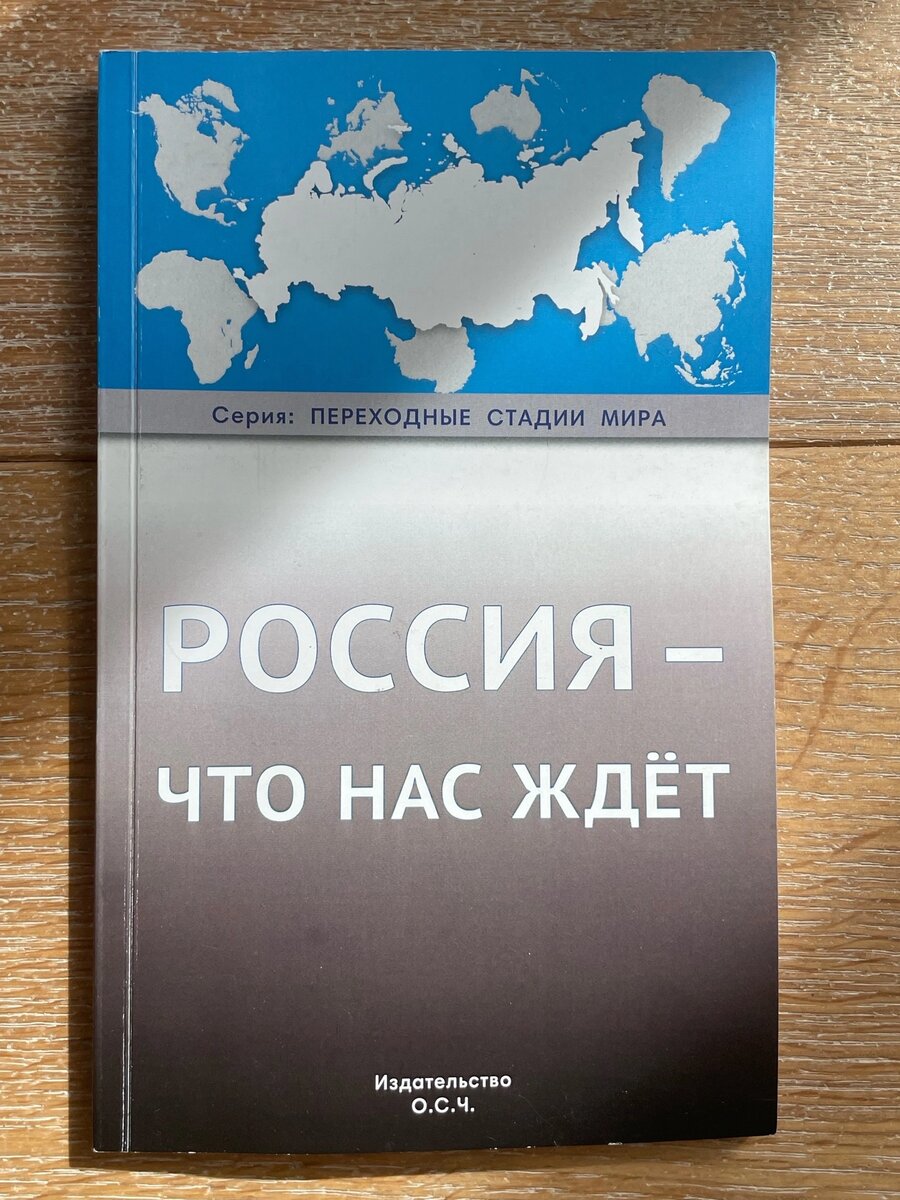 Серия: ПЕРЕХОДНЫЕ СТАДИИ МИРА
РОССИЯ –
ЧТО НАС ЖДЁТ
Издательство
О.С.Ч.